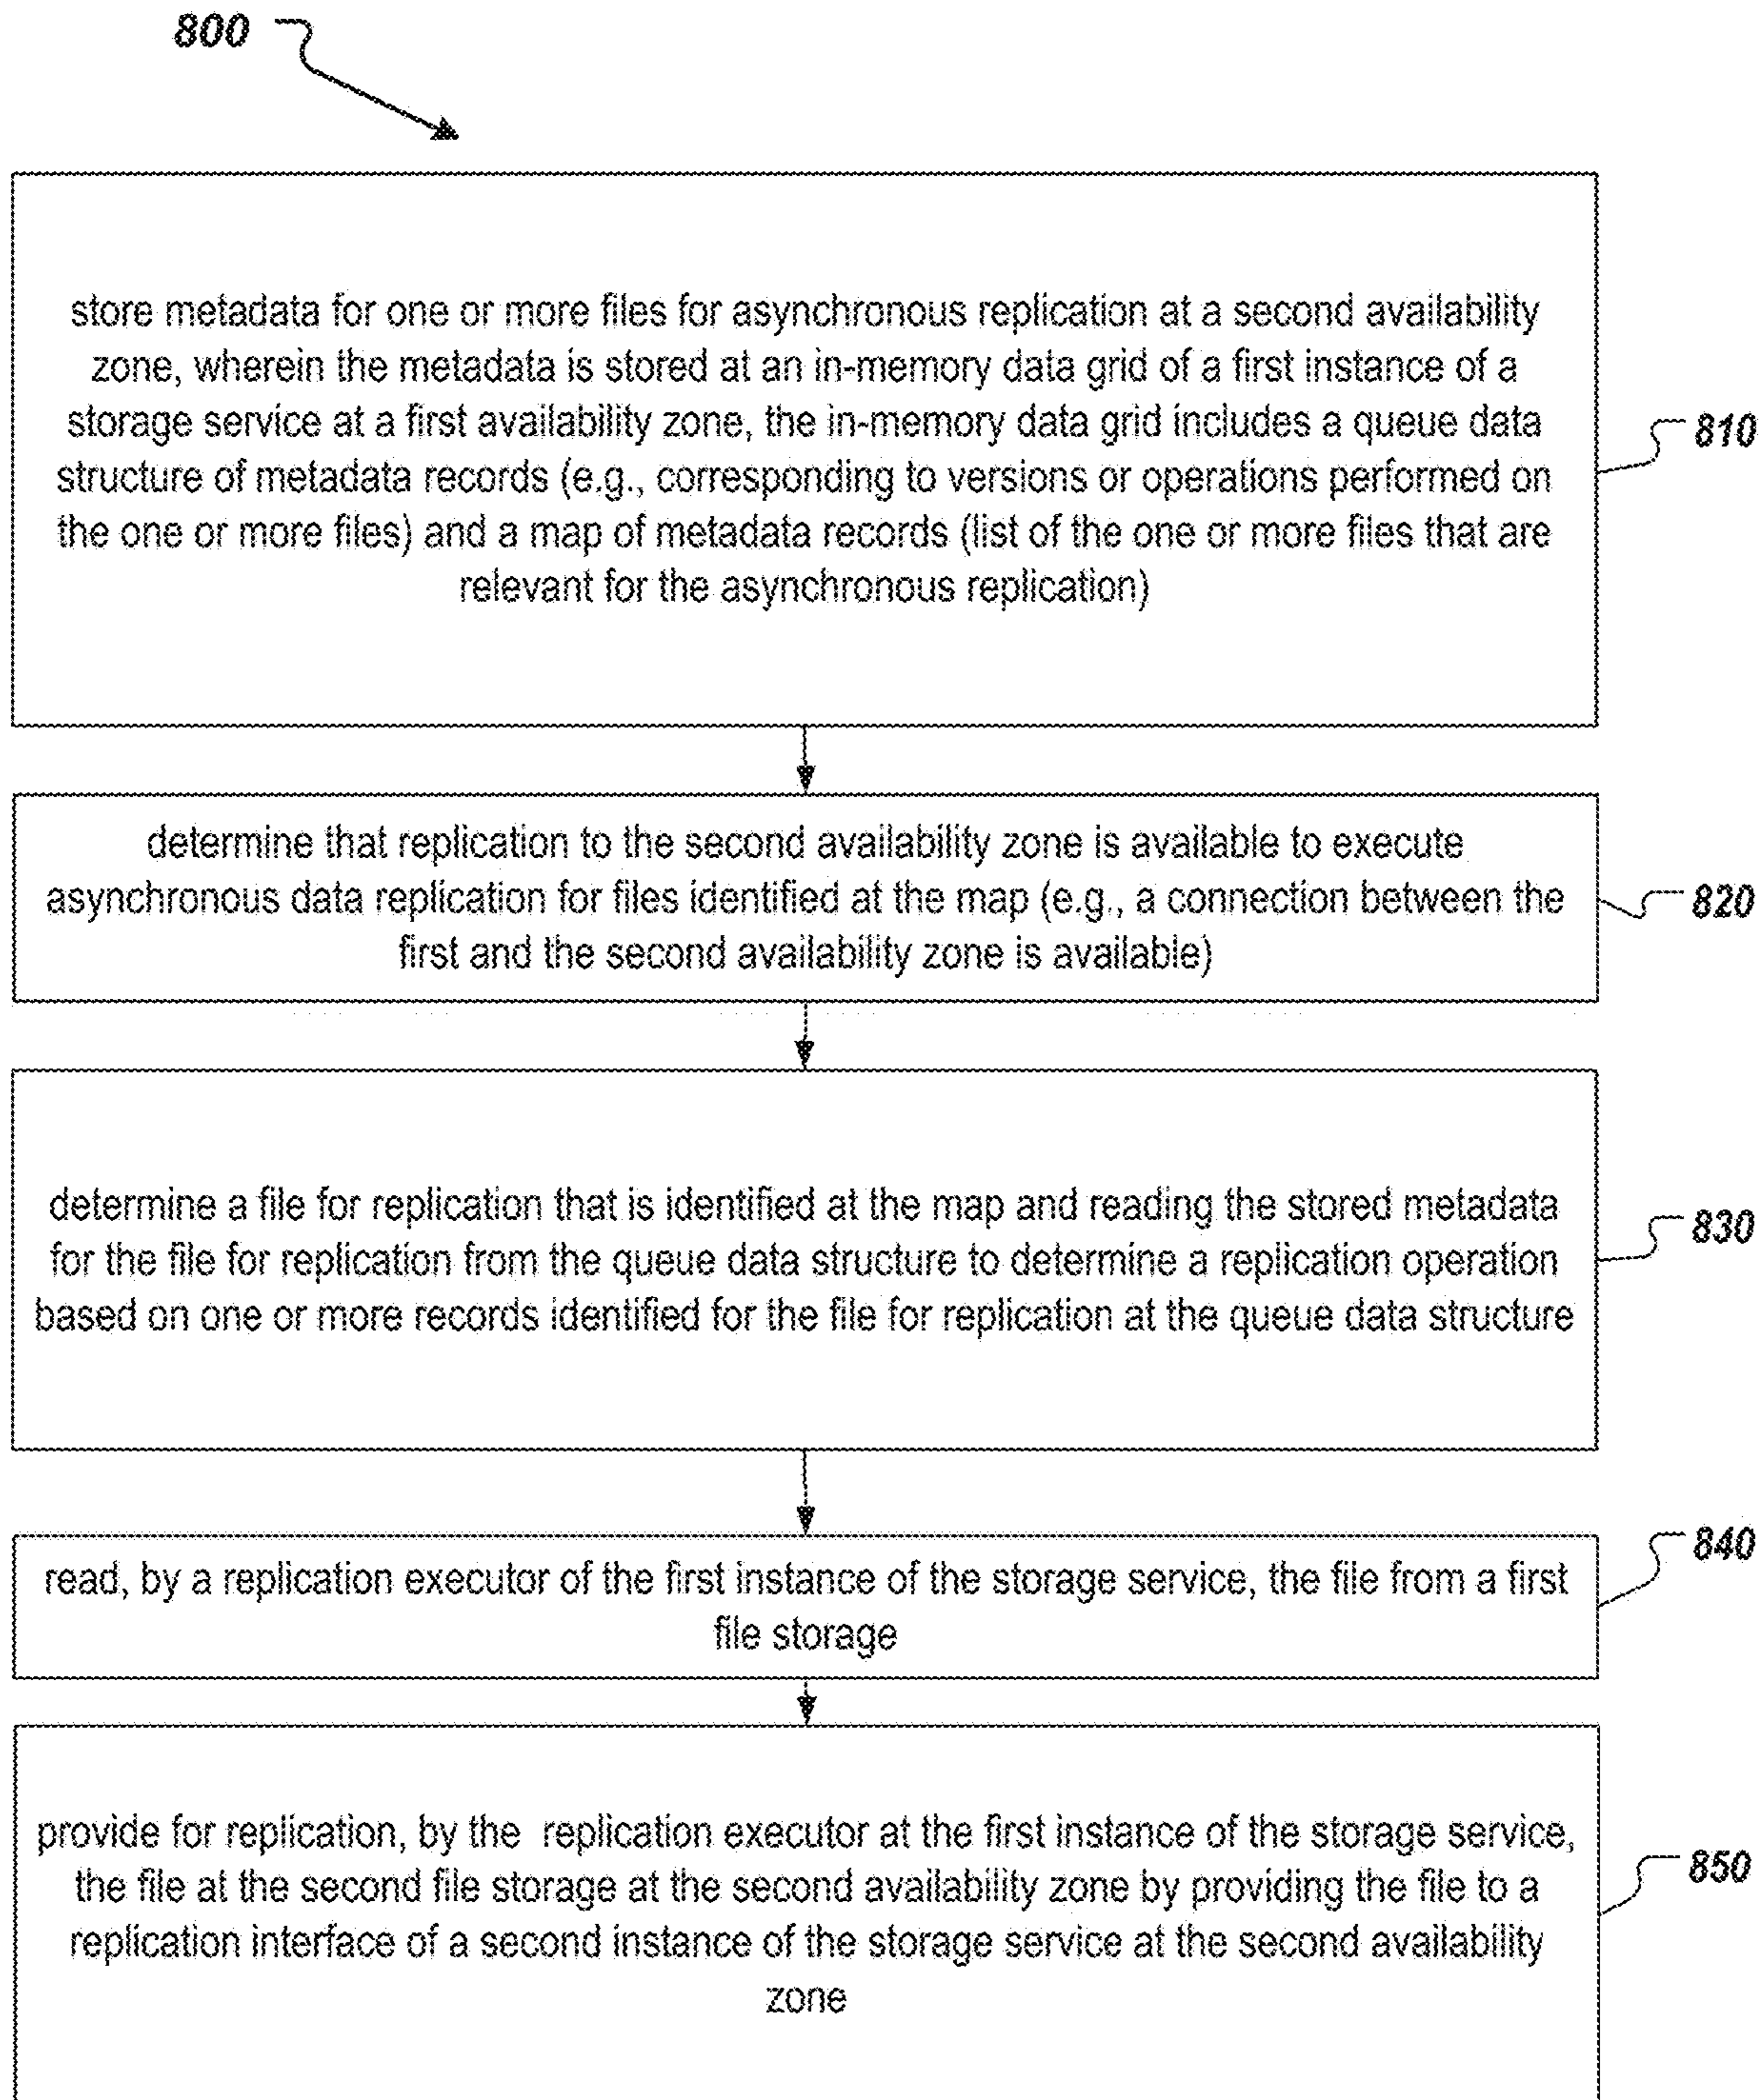 800
store metadata for one or more files for asynchronous replication at a second availability
zone, wherein the metadata is stored at an in-memory data grid of a first instance of a
storage service at a first availability zone, the in-memory data grid includes a queue data
structure of metadata records (e.g., corresponding to versions or operations performed on
the one or more files) and a map of metadata records (list of the one or more files that are
relevant for the asynchronous replication)
810
determine that replication to the second availability zone is available to execute
asynchronous data replication for files identified at the map (e.g., a connection between the
first and the second availability zone is available)
820
determine a file for replication that is identified at the map and reading the stored metadata
for the file for replication from the queue data structure to determine a replication operation
based on one or more records identified for the file for replication at the queue data structure
830
read, by a replication executor of the first instance of the storage service, the file from a first
file storage
840
provide for replication, by the replication executor at the first instance of the storage service,
the file at the second file storage at the second availability zone by providing the file to a
replication interface of a second instance of the storage service at the second availability
zone
850